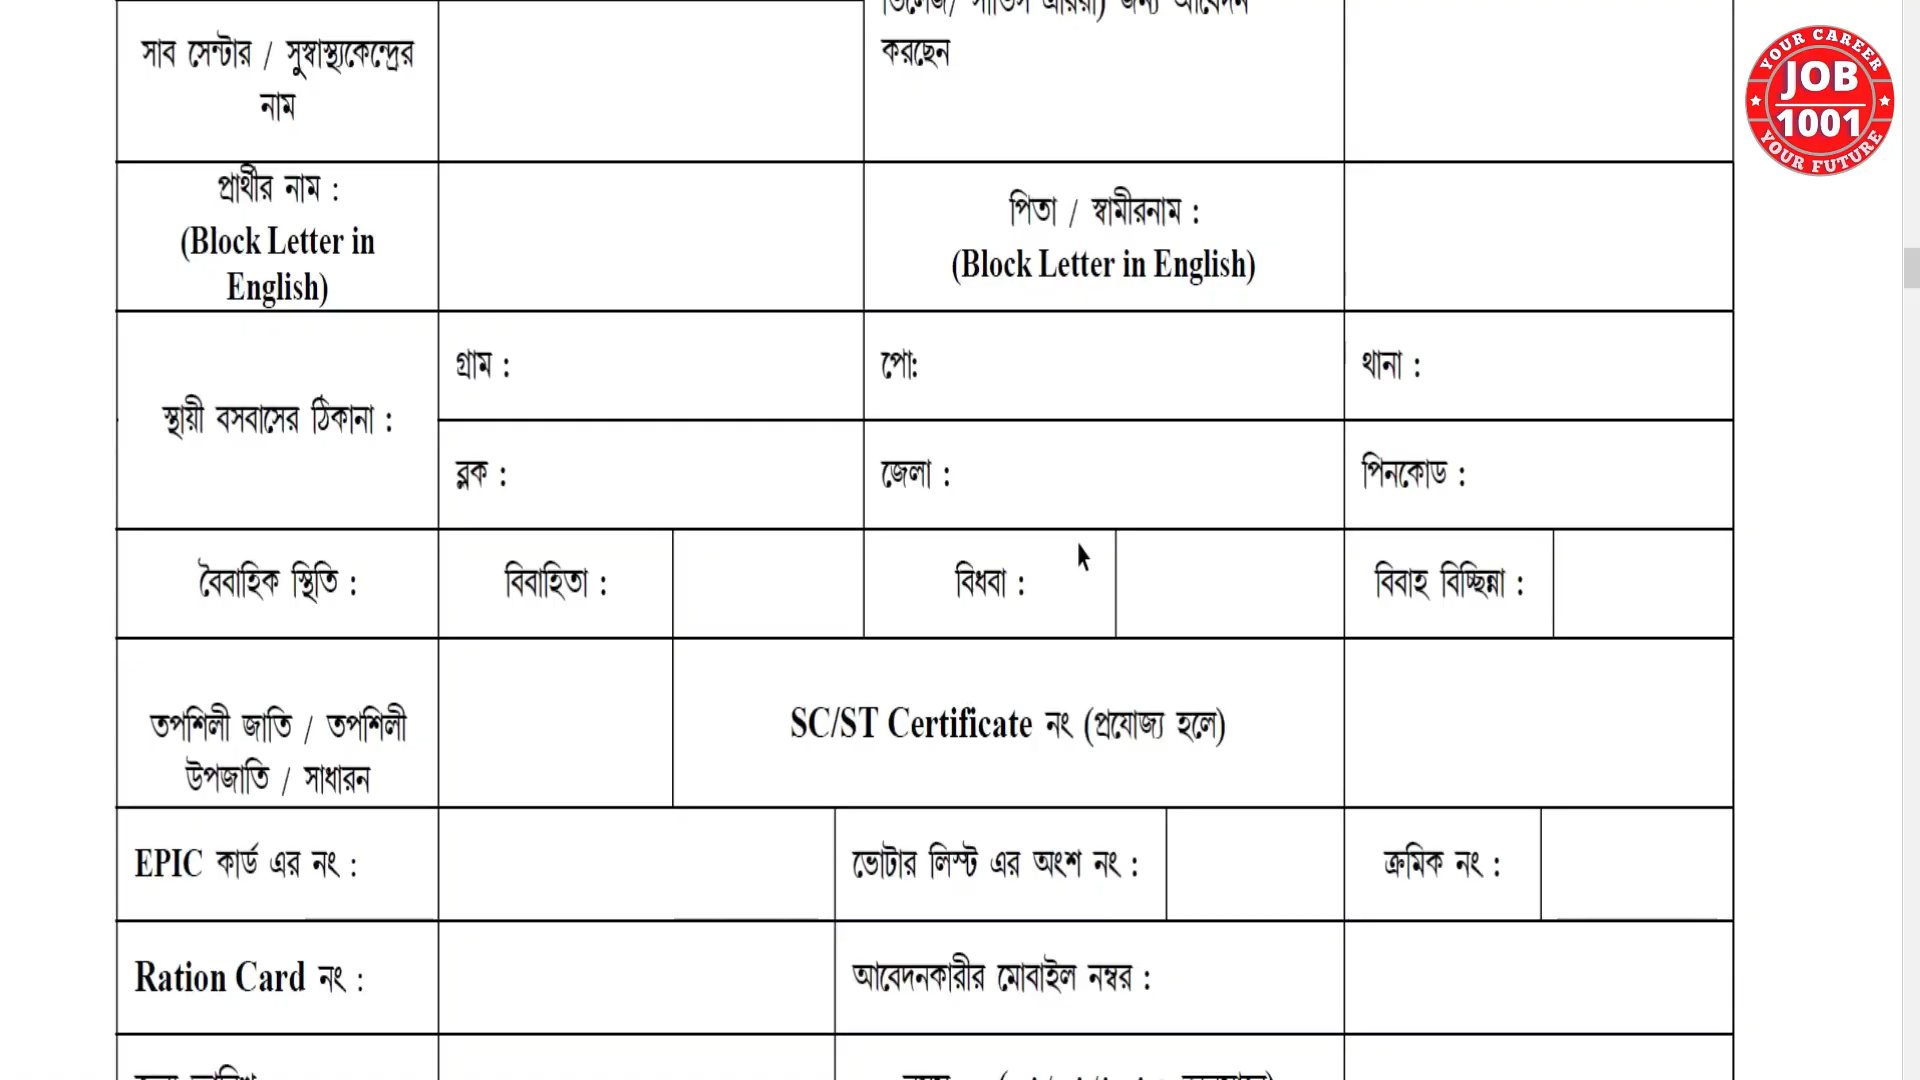 সাব সেন্টার / সুস্বাস্থ্যকেন্দ্রের
নাম
করছেন
YOUR CAREER
JOB
1001
YOUR FUTURE
প্রার্থীর নাম :
(Block Letter in
English)
পিতা / স্বামীরনাম :
(Block Letter in English)
স্থায়ী বসবাসের ঠিকানা :
গ্রাম :
পো:
থানা :
ব্লক :
জেলা :
পিনকোড :
বৈবাহিক স্থিতি :
বিবাহিতা :
বিধবা :
বিবাহ বিচ্ছিন্না :
তপশিলী জাতি / তপশিলী
উপজাতি / সাধারন
SC/ST Certificate নং (প্রযোজ্য হলে)
EPIC কার্ড এর নং :
ভোটার লিস্ট এর অংশ নং :
ক্রমিক নং :
Ration Card নং :
আবেদনকারীর মোবাইল নম্বর :